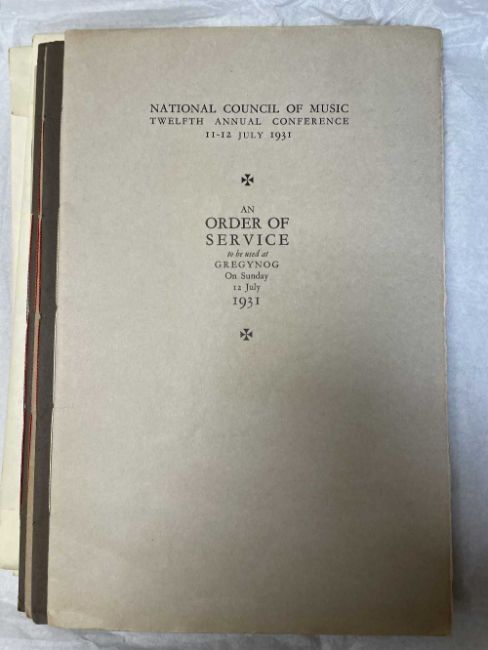 NATIONAL COUNCIL OF MUSIC
TWELFTH ANNUAL CONFERENCE
11-12 JULY 1931
AN
ORDER OF
SERVICE
to be used at
GREGYNOG
On Sunday
12 July
1931